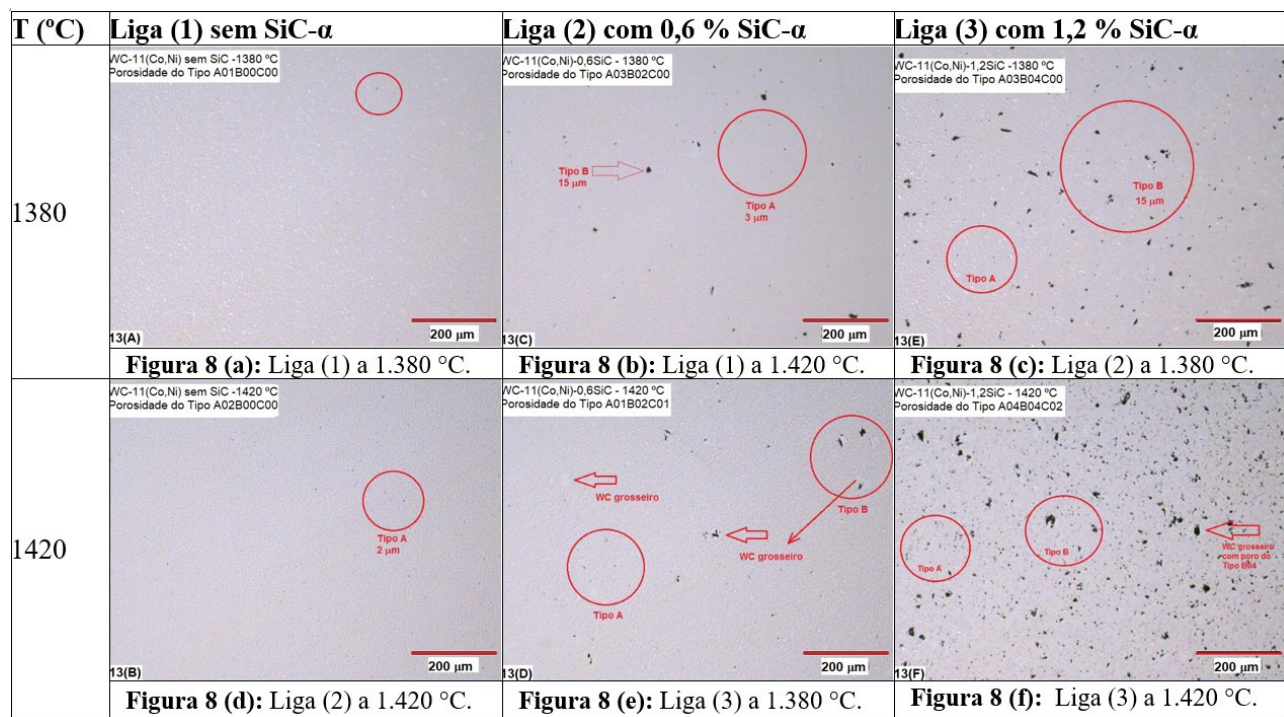 T (ºC)
Liga (1) sem SiC-α
Liga (2) com 0,6 % SiC-α
Liga (3) com 1,2 % SiC-α
1380
WC-11(Co,Ni) sem SiC -1380 ºC
Porosidade do Tipo A01B00C00
200 µm
13(A)
WC-11(Co,Ni)-0,6SiC - 1380 ºC
Porosidade do Tipo A03B02C00
Tipo B
15 µm
Tipo A
3 µm
200 µm
13(C)
WC-11(Co,Ni)-1,2SiC -1380 ºC
Porosidade do Tipo A03B04C00
Tipo B
15 µm
Tipo A
200 µm
13(E)
Figura 8 (a): Liga (1) a 1.380 °C.
Figura 8 (b): Liga (1) a 1.420 °C.
Figura 8 (c): Liga (2) a 1.380 °C.
1420
WC-11(Co,Ni) sem SiC -1420 ºC
Porosidade do Tipo A02B00C00
Tipo A
2 µm
200 µm
13(B)
WC-11(Co,Ni)-0,6SiC - 1420 ºC
Porosidade do Tipo A01B02C01
WC grosseiro
Tipo B
WC grosseiro
Tipo A
200 µm
13(D)
WC-11(Co,Ni)-1,2SiC - 1420 ºC
Porosidade do Tipo A04B04C02
Tipo A
Tipo B
WC grosseiro
com poro do
Tipo B04
200 µm
13(F)
Figura 8 (d): Liga (2) a 1.420 °C.
Figura 8 (e): Liga (3) a 1.380 °C.
Figura 8 (f): Liga (3) a 1.420 °C.